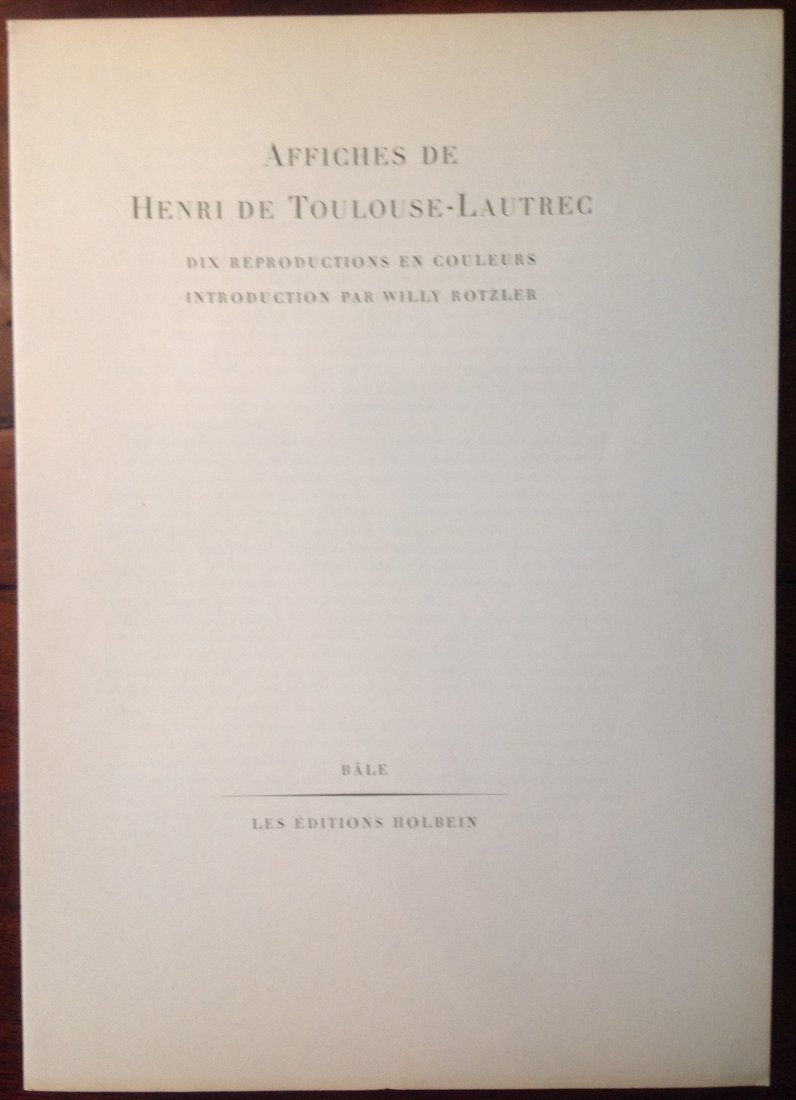 AFFICHES DE
HENRI DE TOULOUSE-LAUTREC
DIX REPRODUCTIONS EN COULEURS
INTRODUCTION PAR WILLY ROTZLER
BÂLE
LES ÉDITIONS HOLBEIN